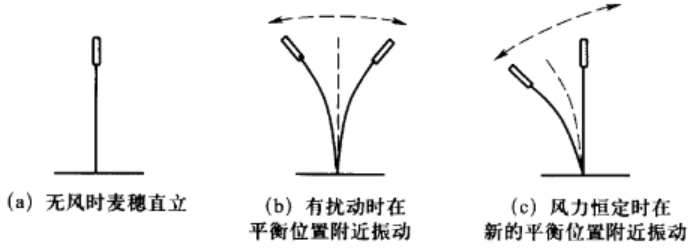 (a) 无风时麦穗直立
(b) 有扰动时在
平衡位置附近振动
(c) 风力恒定时在
新的平衡位置附近振动